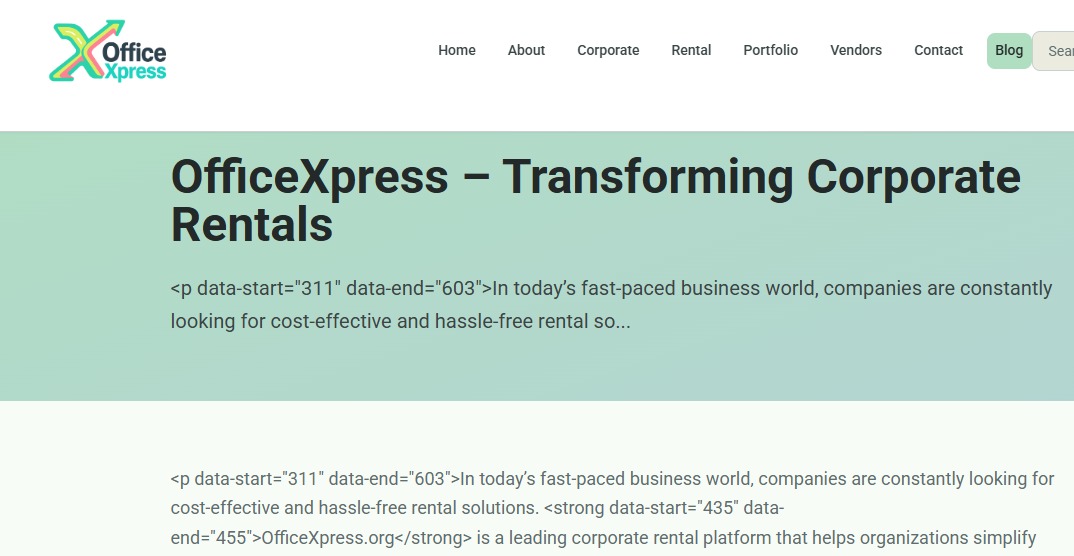 Office
Xpress
Home About Corporate Rental Portfolio Vendors Contact Blog
OfficeXpress – Transforming Corporate
Rentals
<p data-start="311" data-end="603">In today’s fast-paced business world, companies are constantly
looking for cost-effective and hassle-free rental so...
<p data-start="311" data-end="603">In today’s fast-paced business world, companies are constantly looking for
cost-effective and hassle-free rental solutions. <strong data-start="435" data-
end="455">OfficeXpress.org</strong> is a leading corporate rental platform that helps organizations simplify